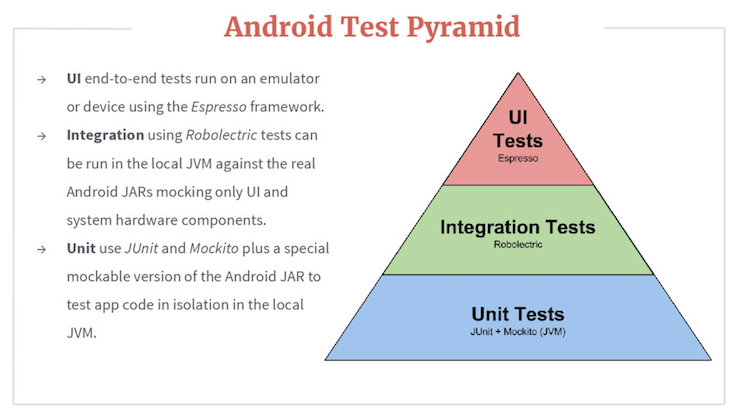 Android Test Pyramid
→ UI end-to-end tests run on an emulator
or device using the Espresso framework.
→ Integration using Robolectric tests can
be run in the local JVM against the real
Android JARs mocking only UI and
system hardware components.
→ Unit use JUnit and Mockito plus a special
mockable version of the Android JAR to
test app code in isolation in the local
JVM.
UI
Tests
Espresso
Integration Tests
Robolectric
Unit Tests
JUnit + Mockito (JVM)